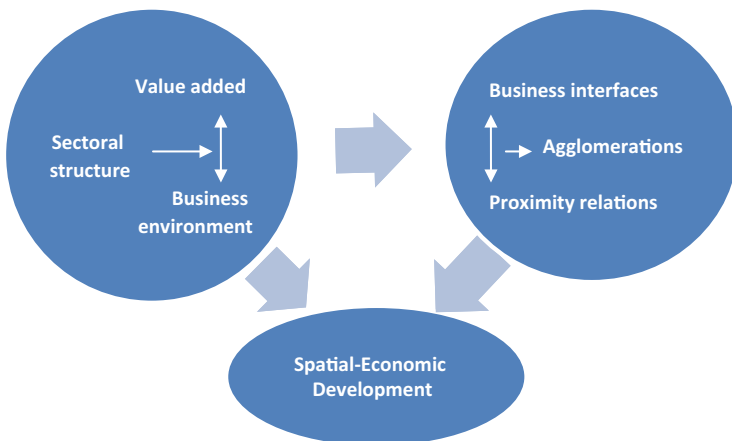 Value added
Sectoral
structure
Business
environment
Business interfaces
Agglomerations
Proximity relations
Spatial-Economic
Development